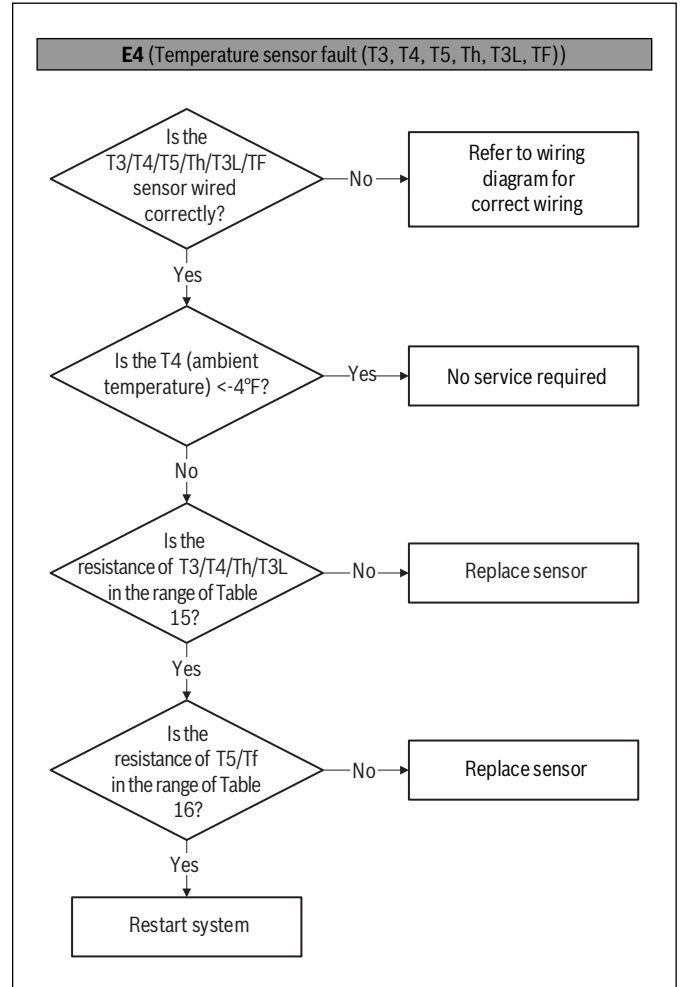 E4 (Temperature sensor fault (T3, T4, T5, Th, T3L, TF))
Is the
T3/T4/T5/Th/T3L/TF
sensor wired
correctly?
No
Refer to wiring
diagram for
correct wiring
Yes
Is the T4 (ambient
temperature) <-4°F?
Yes
No service required
No
Is the
resistance of T3/T4/Th/T3L
in the range of Table
15?
No
Replace sensor
Yes
Is the
resistance of T5/Tf
in the range of Table
16?
No
Replace sensor
Yes
Restart system